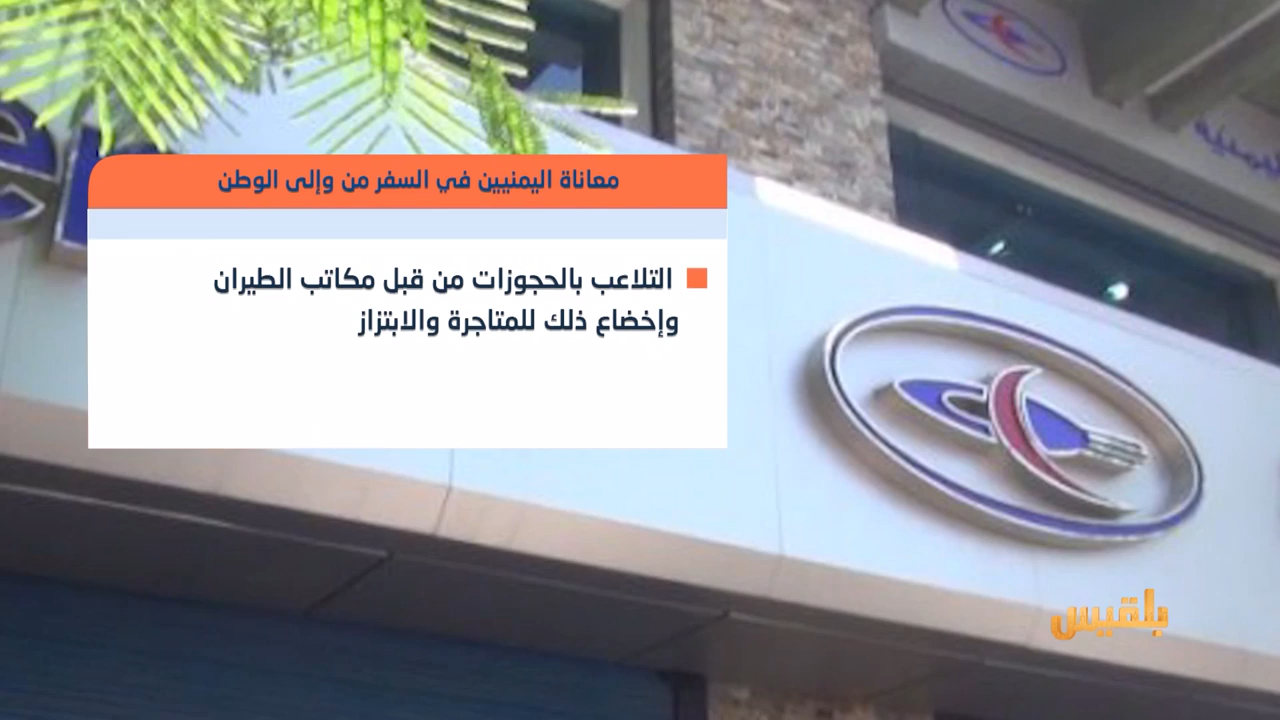 معاناة اليمنيين في السفر من وإلى الوطن
التلاعب بالحجوزات من قبل مكاتب الطيران
وإخضاع ذلك للمتاجرة والابتزاز
بلقيس